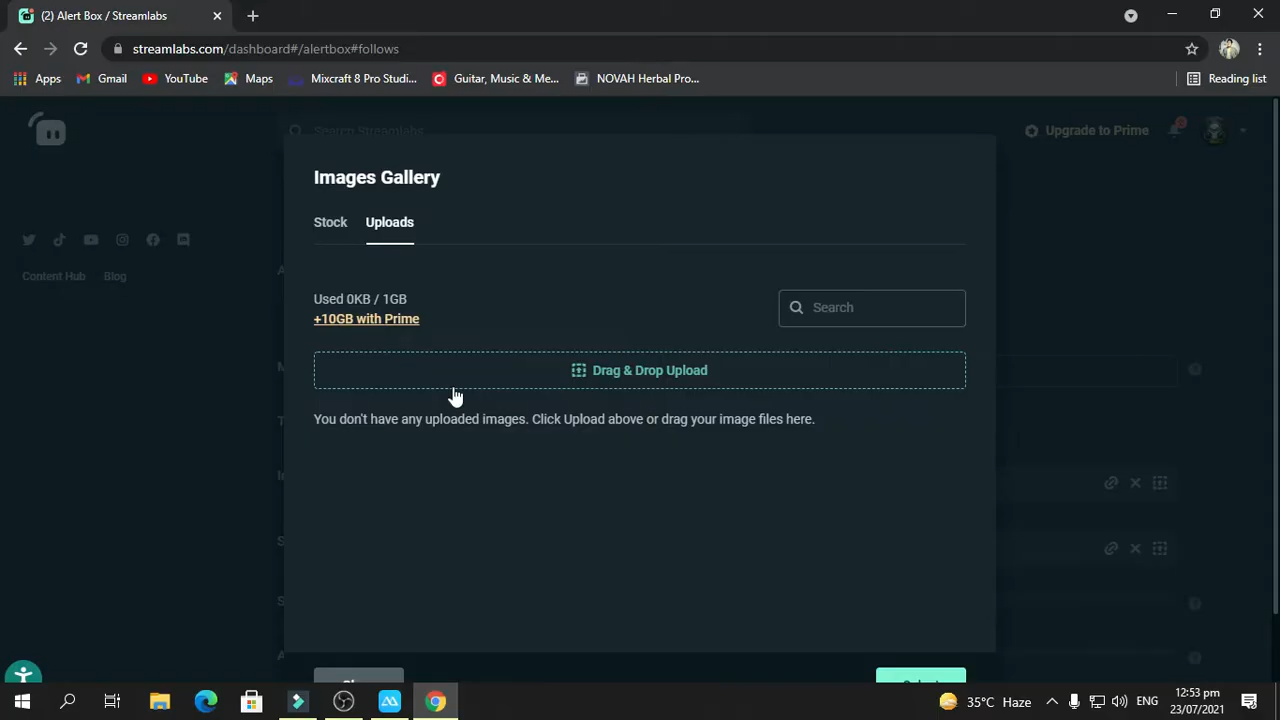 (2) Alert Box / Streamlabs
streamlabs.com/dashboard#/alertbox#follows
Apps
Gmail
YouTube
Maps
Mixcraft 8 Pro Studi...
Guitar, Music & Me...
NOVAH Herbal Pro...
Reading list
Search Streamlabs
Upgrade to Prime
Images Gallery
Stock
Uploads
Content Hub
Blog
Used 0KB / 1GB
+10GB with Prime
Search
Drag & Drop Upload
You don't have any uploaded images. Click Upload above or drag your image files here.
35°C Haze
ENG
12:53 pm
23/07/2021